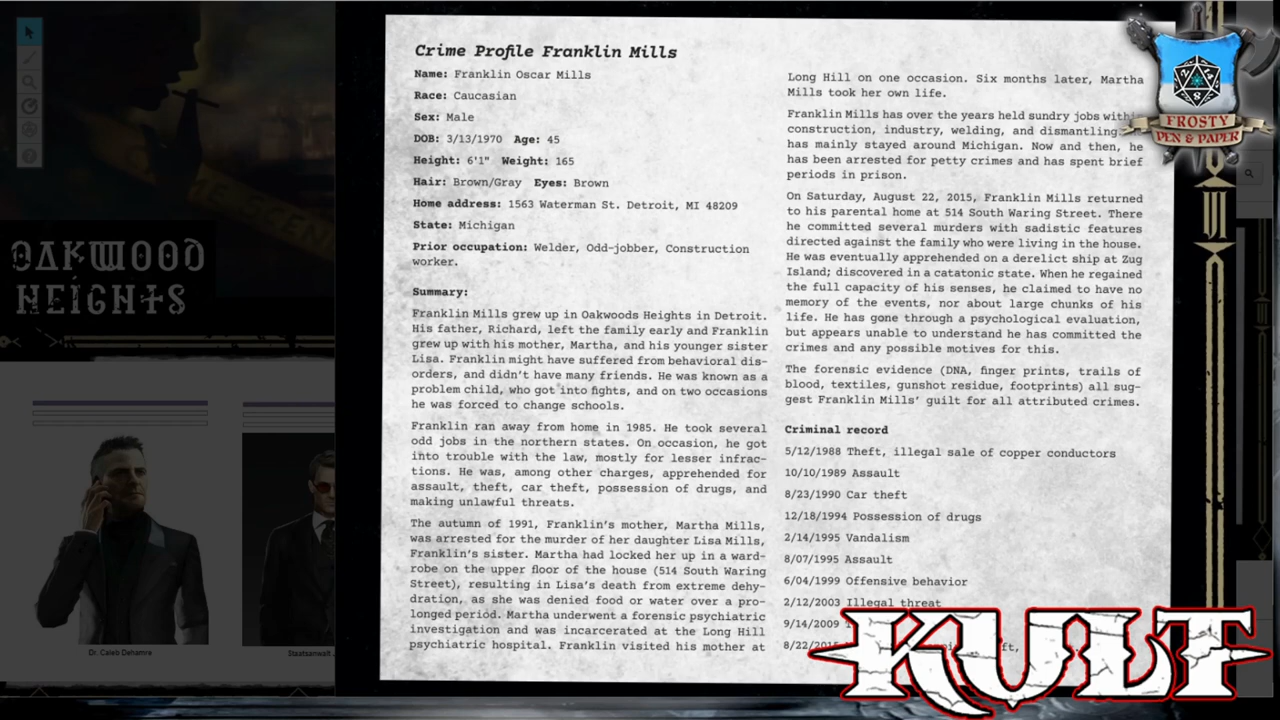 Crime Profile Franklin Mills
Name: Franklin Oscar Mills
Race: Caucasian
Sex: Male
DOB: 3/13/1970 Age: 45
Height: 6'1" Weight: 165
Hair: Brown/Gray Eyes: Brown
Home address: 1563 Waterman St. Detroit, MI 48209
State: Michigan
Prior occupation: Welder, Odd-jobber, Construction
worker.
Summary:
Franklin Mills grew up in Oakwoods Heights in Detroit.
His father, Richard, left the family early and Franklin
grew up with his mother, Martha, and his younger sister
Lisa. Franklin might have suffered from behavioral dis-
orders, and didn't have many friends. He was known as a
problem child, who got into fights, and on two occasions
he was forced to change schools.
Franklin ran away from home in 1985. He took several
odd jobs in the northern states. On occasion, he got
into trouble with the law, mostly for lesser infrac-
tions. He was, among other charges, apprehended for
assault, theft, car theft, possession of drugs, and
making unlawful threats.
The autumn of 1991, Franklin's mother, Martha Mills,
was arrested for the murder of her daughter Lisa Mills,
Franklin's sister. Martha had locked her up in a ward-
robe on the upper floor of the house (514 South Waring
Street), resulting in Lisa's death from extreme dehy-
dration, as she was denied food or water over a pro-
longed period. Martha underwent a forensic psychiatric
investigation and was incarcerated at the Long Hill
psychiatric hospital. Franklin visited his mother at
Long Hill on one occasion. Six months later, Martha
Mills took her own life.
Franklin Mills has over the years held sundry jobs
construction, industry, welding, and dismantling
has mainly stayed around Michigan. Now and then, he
has been arrested for petty crimes and has spent brief
periods in prison.
On Saturday, August 22, 2015, Franklin Mills returned
to his parental home at 514 South Waring Street. There
he committed several murders with sadistic features
directed against the family who were living in the house.
He was eventually apprehended on a derelict ship at Zug
Island; discovered in a catatonic state. When he regained
the full capacity of his senses, he claimed to have no
memory of the events, nor about large chunks of his
life. He has gone through a psychological evaluation,
but appears unable to understand he has committed the
crimes and any possible motives for this.
The forensic evidence (DNA, finger prints, trails of
blood, textiles, gunshot residue, footprints) all sug-
gest Franklin Mills' guilt for all attributed crimes.
Criminal record
5/12/1988 Theft, illegal sale of copper conductors
10/10/1989 Assault
8/23/1990 Car theft
12/18/1994 Possession of drugs
2/14/1995 Vandalism
8/07/1995 Assault
6/04/1999 Offensive behavior
2/12/2003 Illegal threat
9/14/2009
8/22/2015
OAKWOOD
HEIGHTS
Dr. Caleb Dehamre
Staatsanwalt
FROSTY
PEN & PAPER
KULT